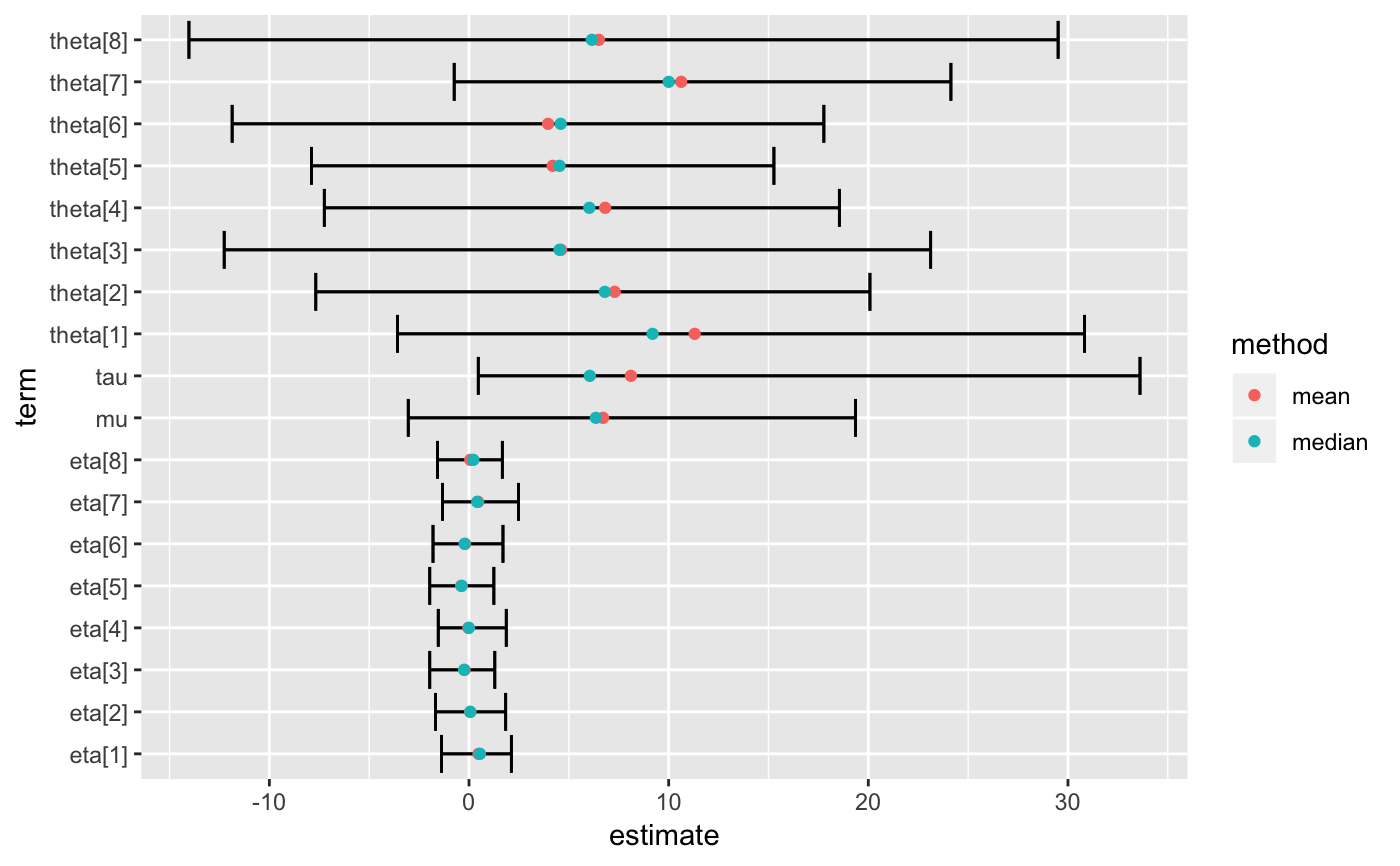 theta[8]
theta[7]
theta[6]
theta[5]
theta[4]
theta[3]
theta[2]
theta[1]
tau
mu
eta[8]
eta[7]
eta[6]
eta[5]
eta[4]
eta[3]
eta[2]
eta[1]
term
-10 0 10 20 30
estimate
method
mean
median